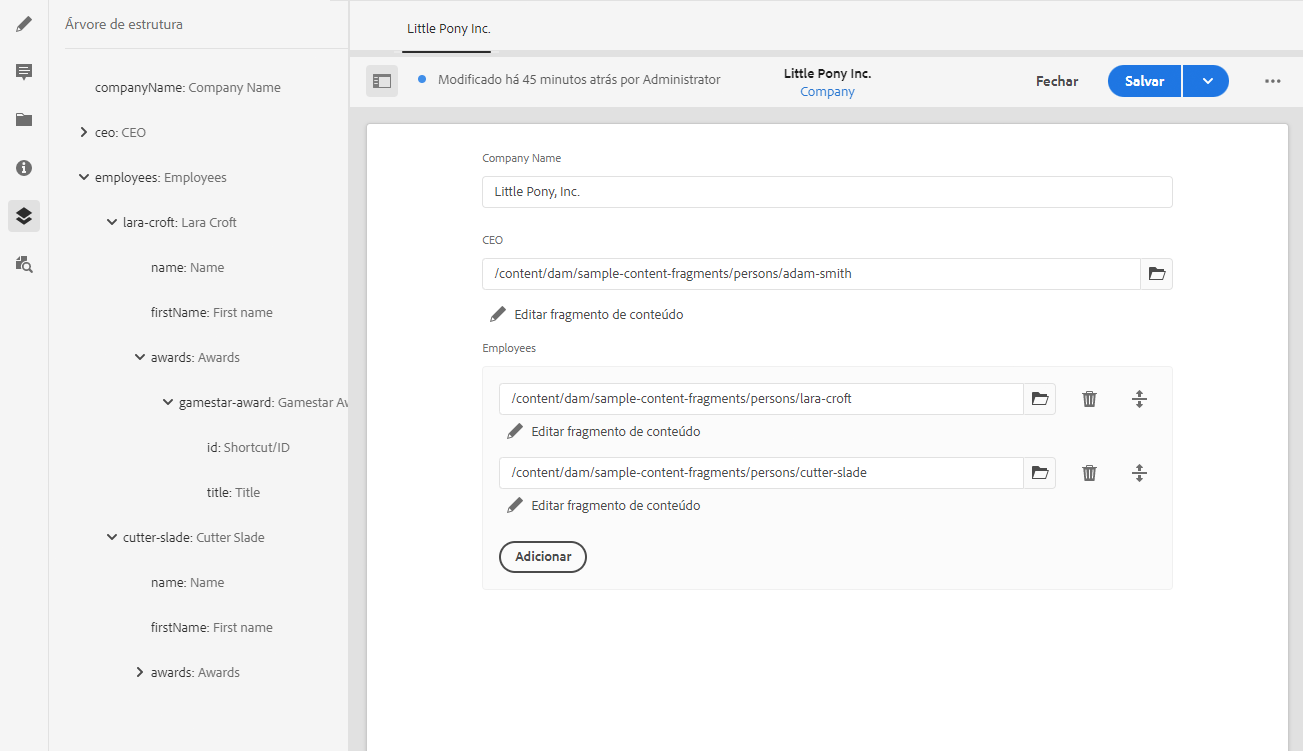 Árvore de estrutura
companyName: Company Name
ceo: CEO
employees: Employees
lara-croft: Lara Croft
name: Name
firstName: First name
awards: Awards
gamestar-award: Gamestar Aw
id: Shortcut/ID
title: Title
cutter-slade: Cutter Slade
name: Name
firstName: First name
awards: Awards
Little Pony Inc.
Modificado há 45 minutos atrás por Administrator
Little Pony Inc.
Company
Fechar
Salvar
Company Name
Little Pony, Inc.
CEO
/content/dam/sample-content-fragments/persons/adam-smith
Editar fragmento de conteúdo
Employees
/content/dam/sample-content-fragments/persons/lara-croft
Editar fragmento de conteúdo
/content/dam/sample-content-fragments/persons/cutter-slade
Editar fragmento de conteúdo
Adicionar